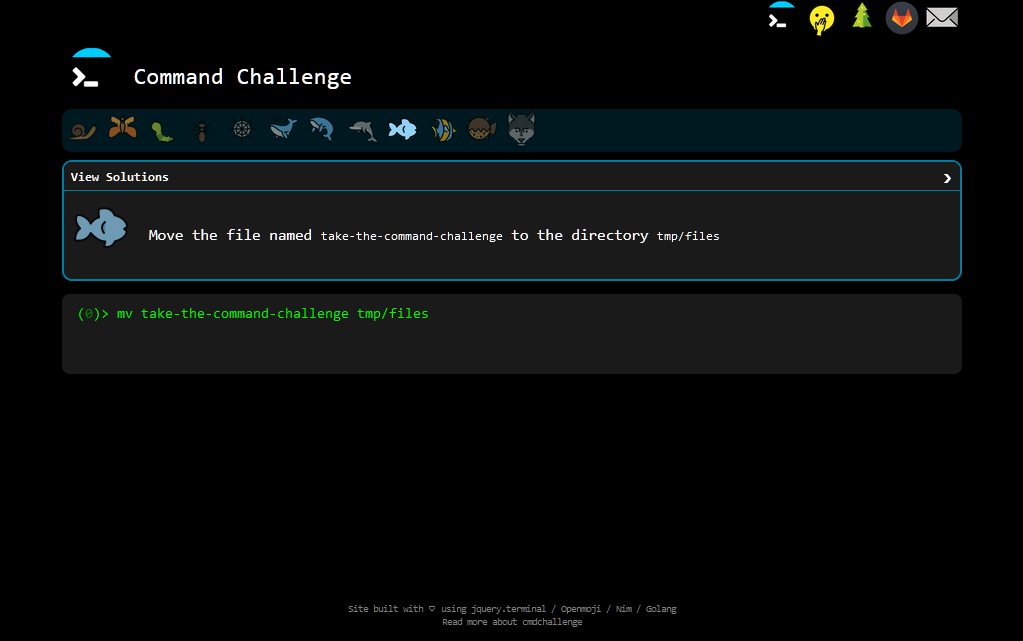 Command Challenge
View Solutions
Move the file named take-the-command-challenge to the directory tmp/files
(0)> mv take-the-command-challenge tmp/files
Site built with ♡ using jquery.terminal / Openmoji / Nim / Golang
Read more about cmdchallenge